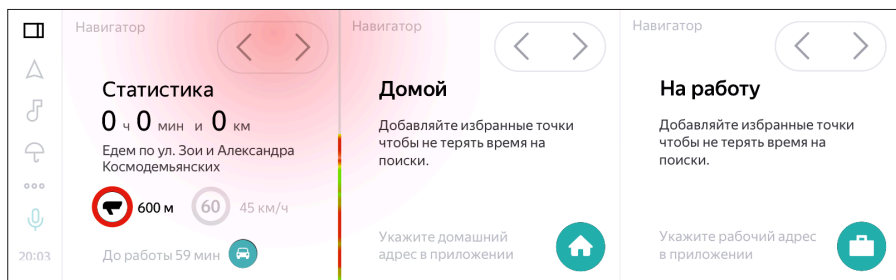 Навигатор
Статистика
0 ч 0 мин и 0 км
Едем по ул. Зои и Александра
Космодемьянских
600 м
60
45 км/ч
До работы 59 мин
20:03
Навигатор
Домой
Добавляйте избранные точки
чтобы не терять время на
поиски.
Укажите домашний
адрес в приложении
Навигатор
На работу
Добавляйте избранные точки
чтобы не терять время на
поиски.
Укажите рабочий адрес
в приложении